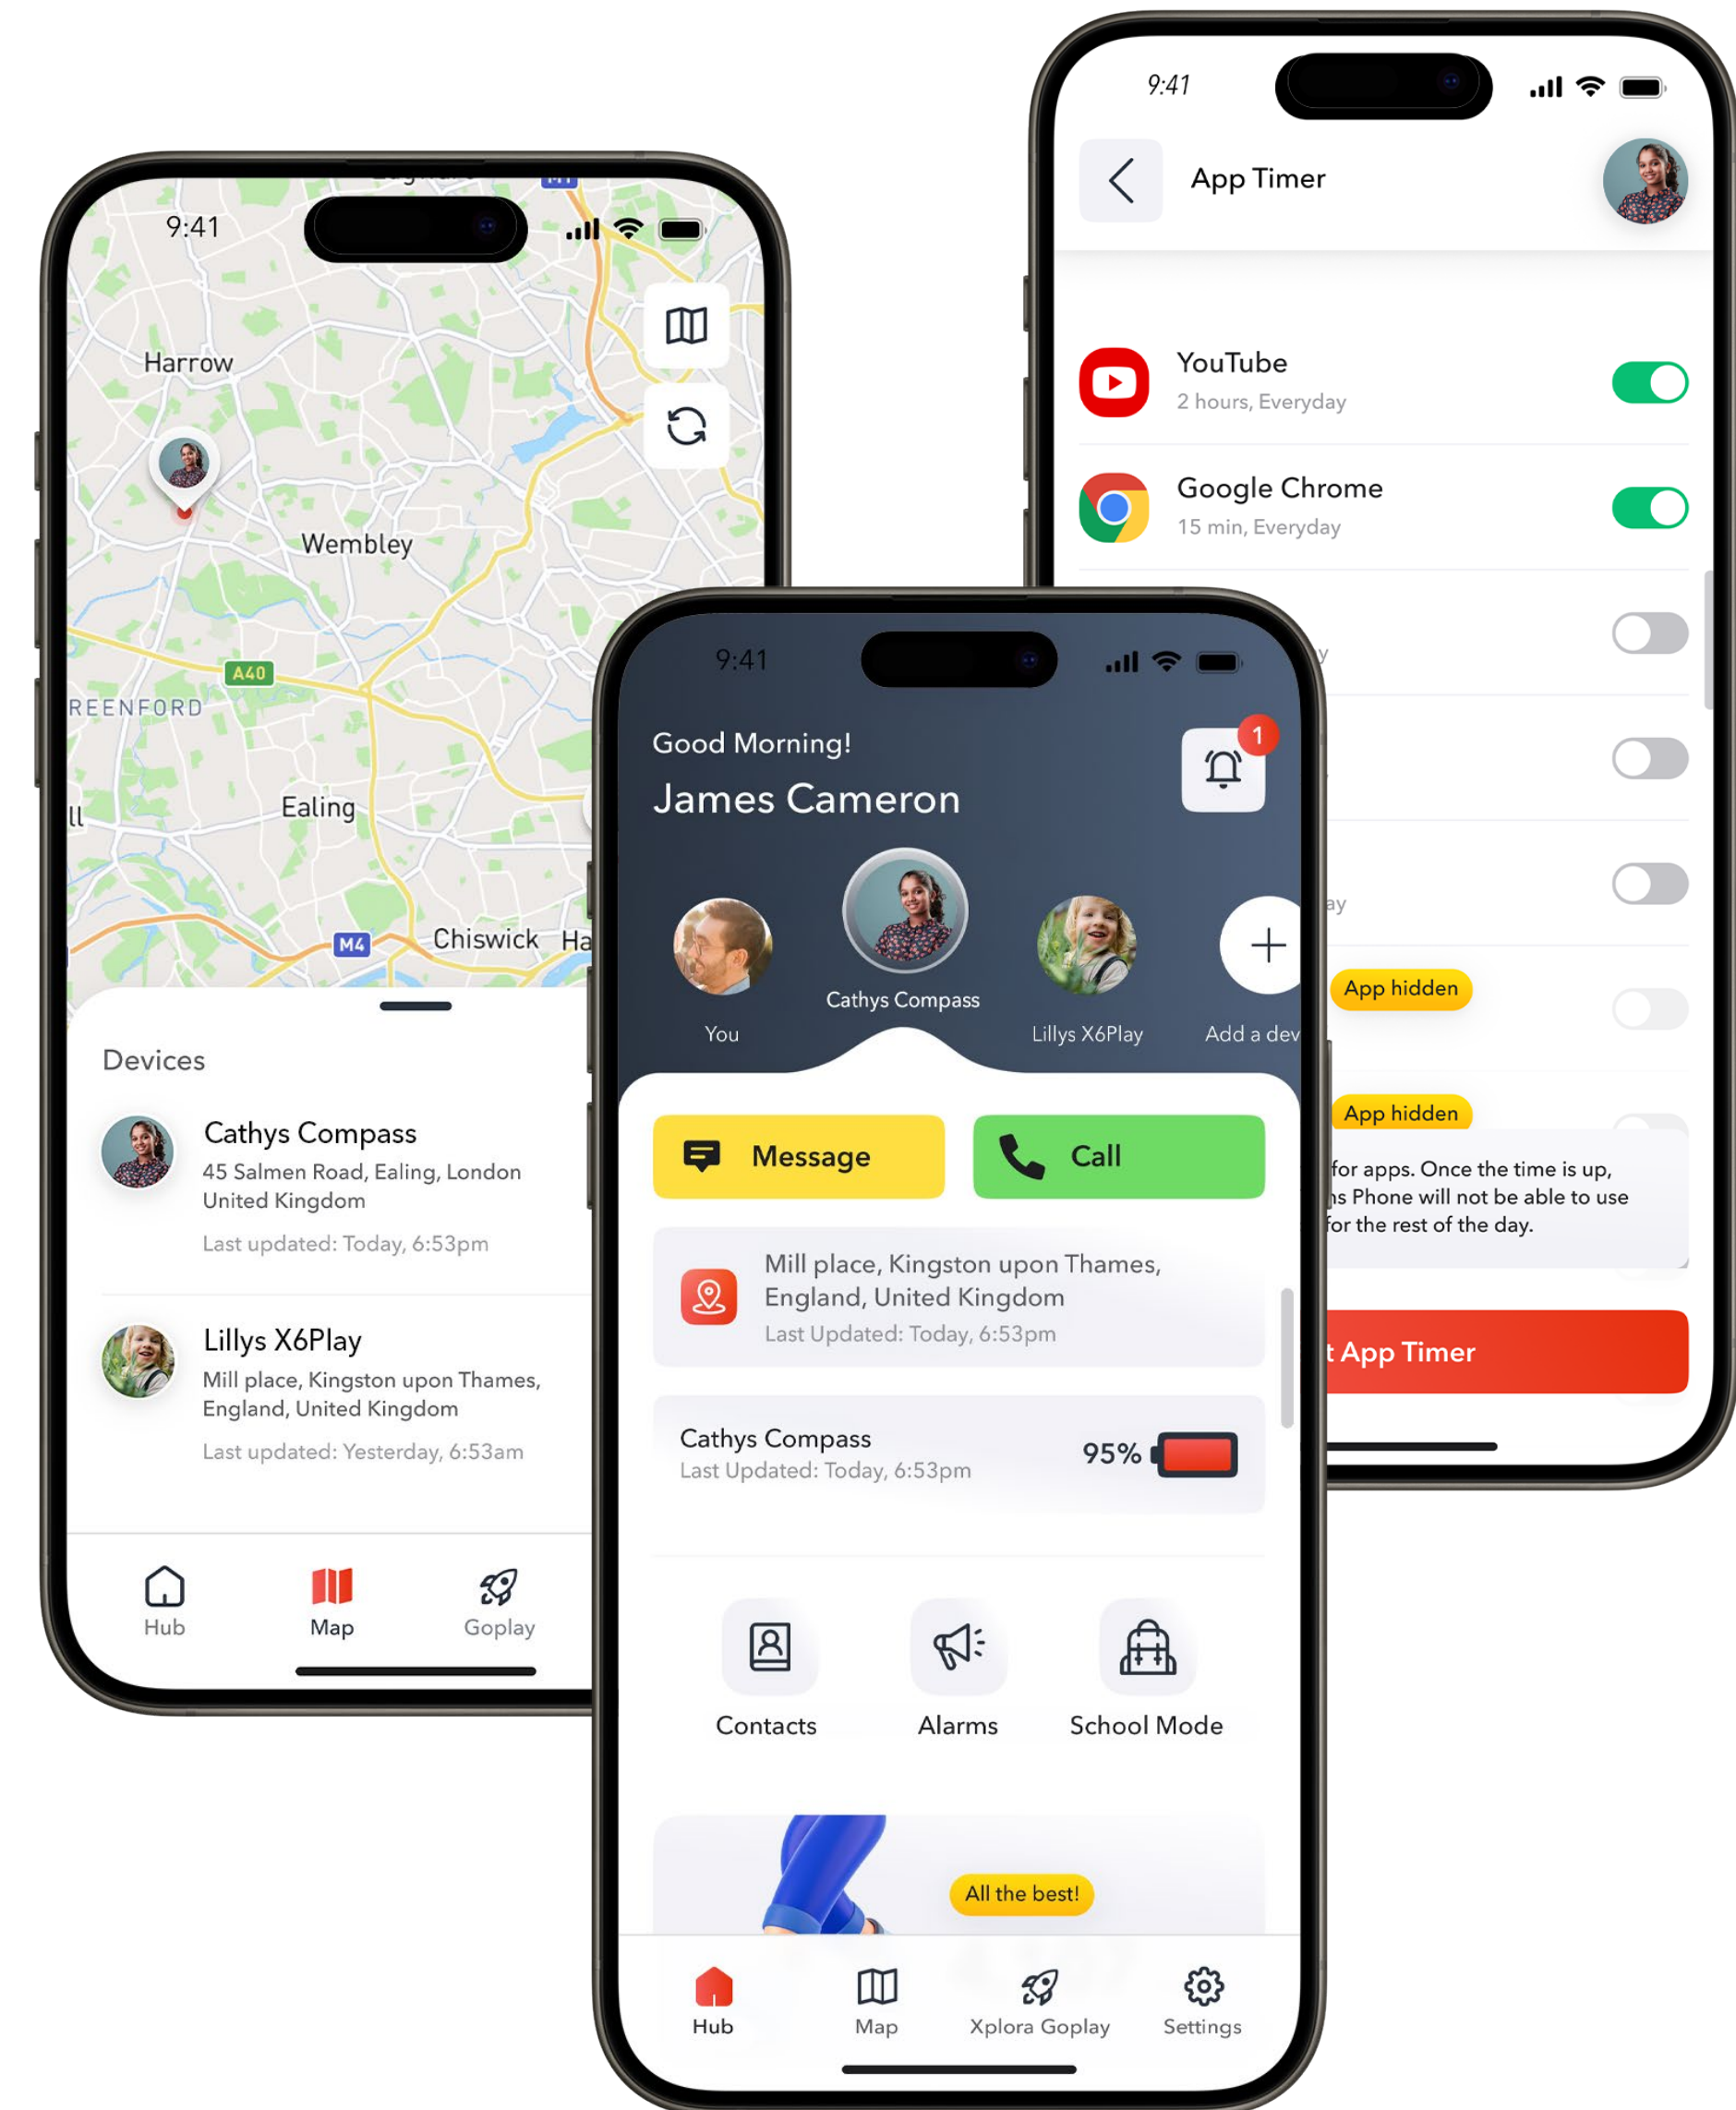 9:41
Harrow
Wembley
A40
REENFORD
Ealing
M4
Chiswick
Devices
Cathys Compass
45 Salmen Road, Ealing, London
United Kingdom
Last updated: Today, 6:53pm
Lillys X6Play
Mill place, Kingston upon Thames,
England, United Kingdom
Last updated: Yesterday, 6:53am
Hub
Map
Goplay
9:41
Good Morning!
1
James Cameron
You
Cathys Compass
Lillys X6Play
Add a dev
Message
Call
Mill place, Kingston upon Thames,
England, United Kingdom
Last Updated: Today, 6:53pm
Cathys Compass
Last Updated: Today, 6:53pm
95%
Contacts
Alarms
School Mode
All the best!
Hub
Map
Xplora Goplay
Settings
9:41
App Timer
YouTube
2 hours, Everyday
Google Chrome
15 min, Everyday
App hidden
App hidden
for apps. Once the time is up,
Phone will not be able to use
for the rest of the day.
App Timer